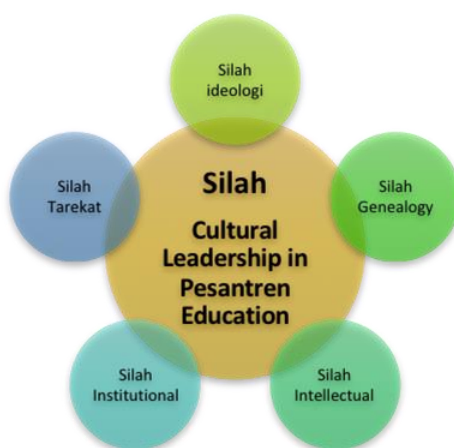 Silah
ideologi
Silah
Tarekat
Silah
Cultural
Leadership in
Pesantren
Education
Silah
Genealogy
Silah
Institutional
Silah
Intellectual